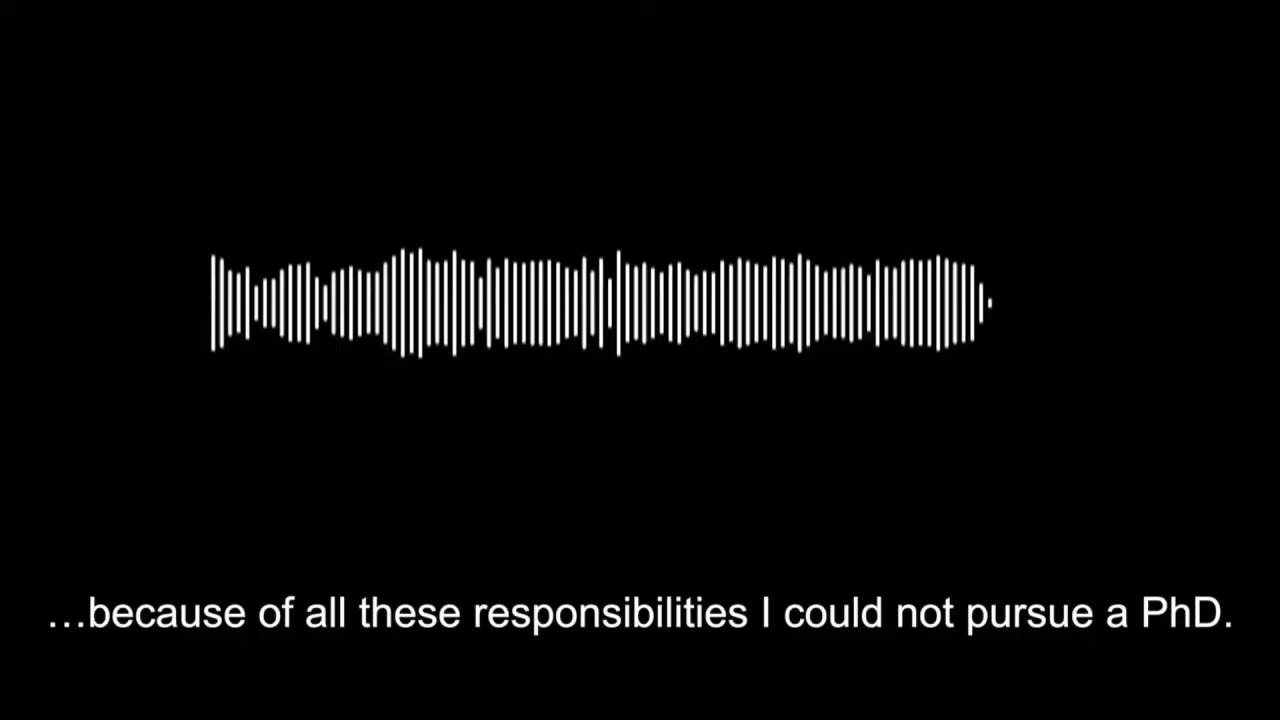 …because of all these responsibilities I could not pursue a PhD.